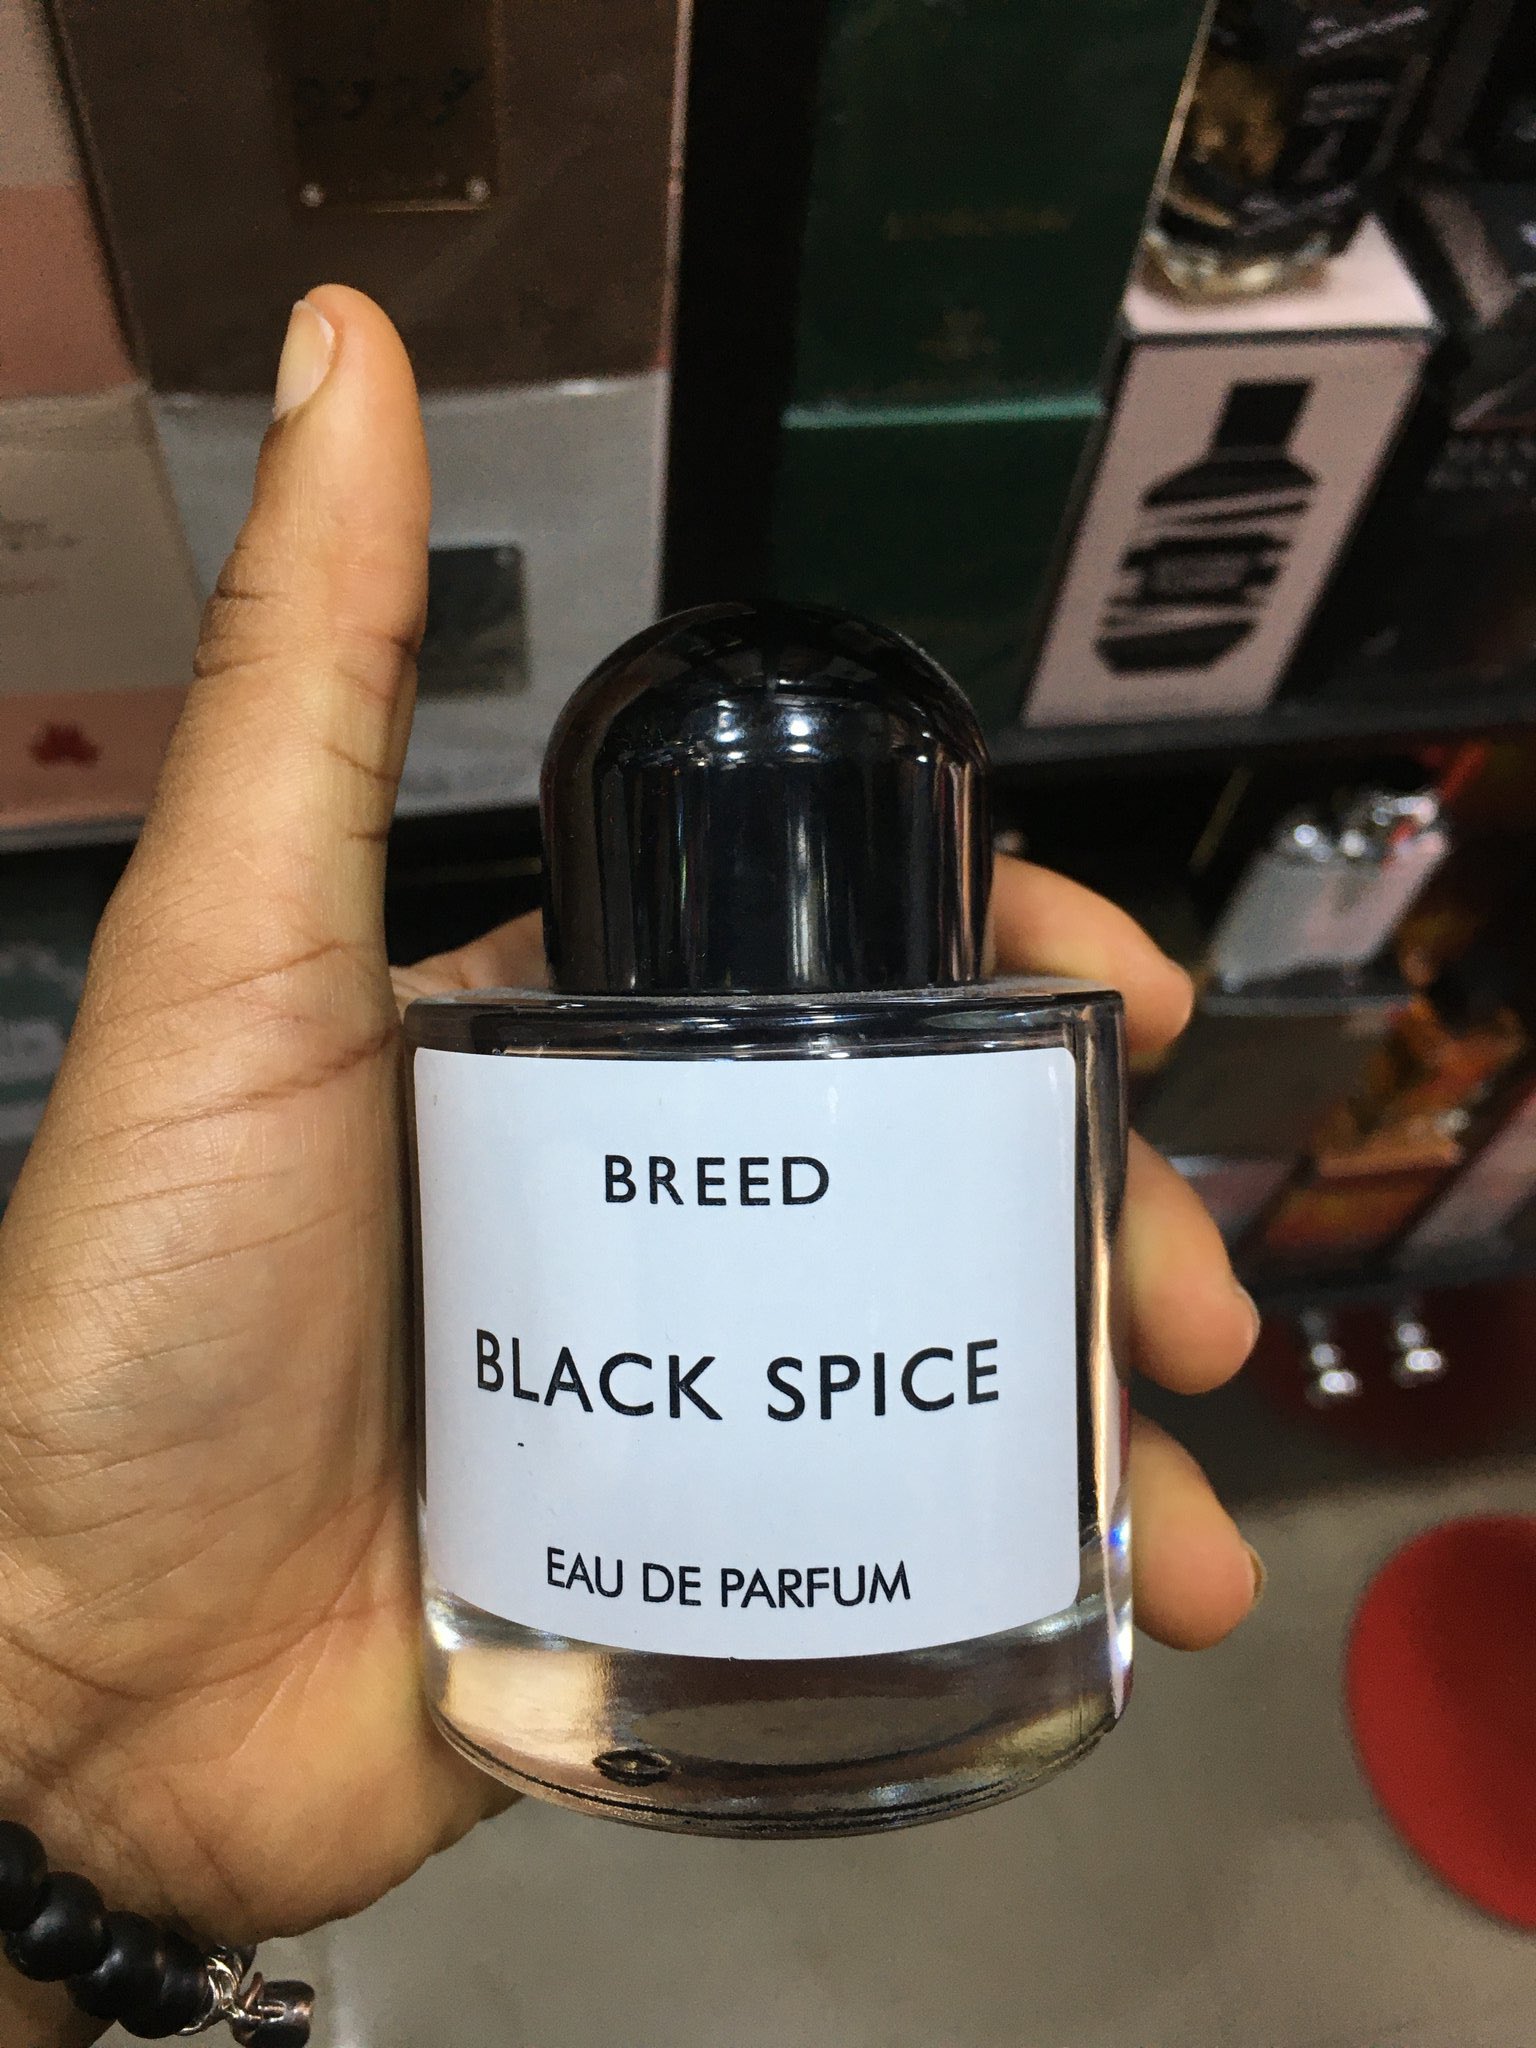 BREED
BLACK SPICE
EAU DE PARFUM